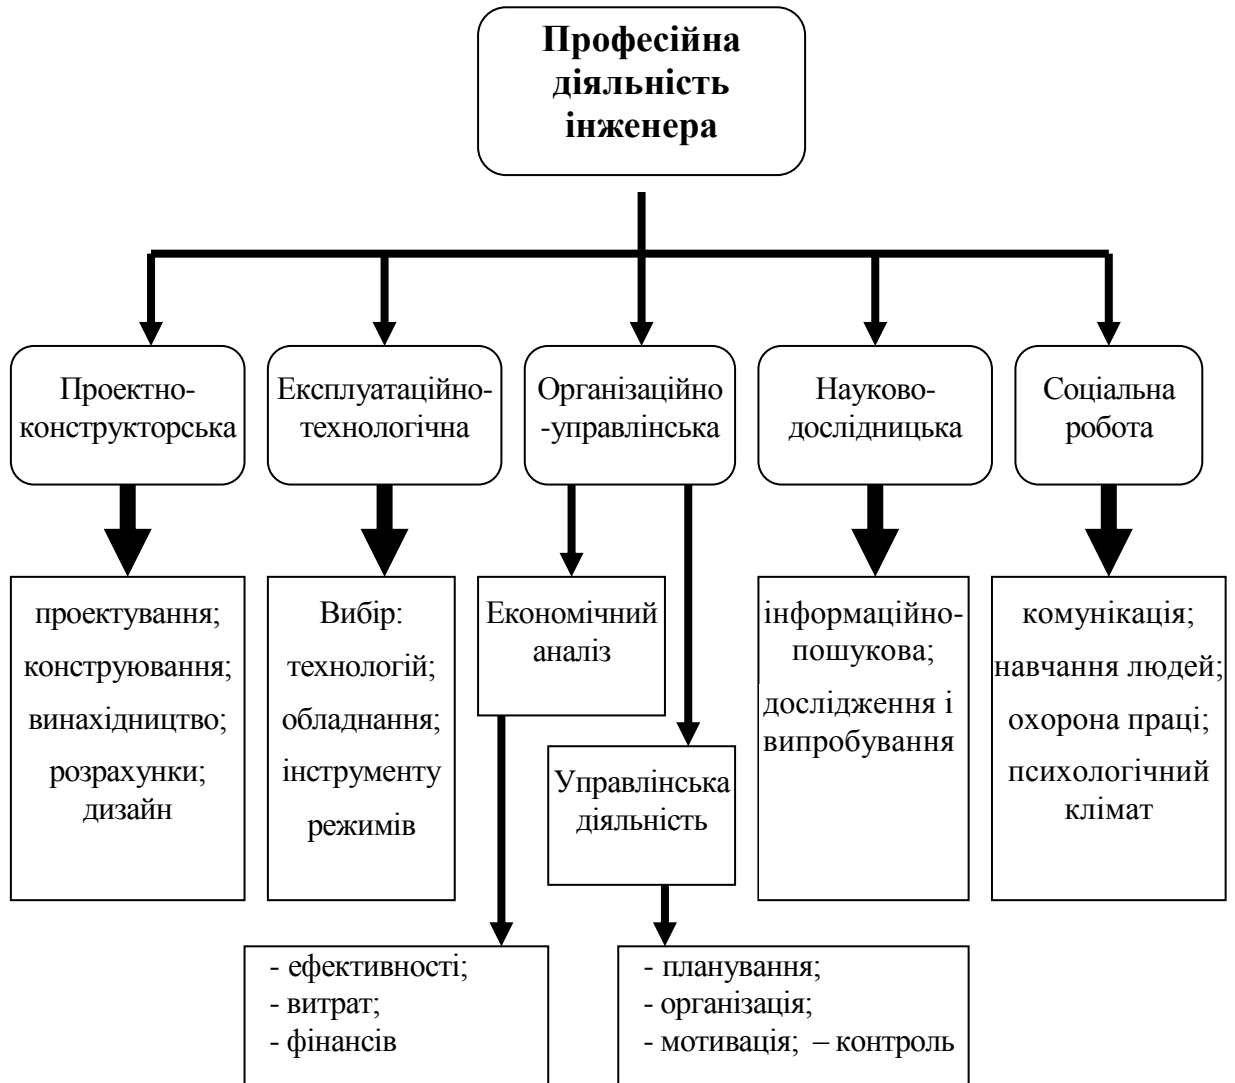 Професійна
діяльність
інженера
Проектно-
конструкторська
Експлуатаційно-
технологічна
Організаційно
-управлінська
Науково-
дослідницька
Соціальна
робота
проектування;
конструювання;
винахідництво;
розрахунки;
дизайн
Вибір:
технологій;
обладнання;
інструменту
режимів
Економічний
аналіз
Управлінська
діяльність
інформаційно-
пошукова;
дослідження і
випробування
комунікація;
навчання людей;
охорона праці;
психологічний
клімат
- ефективності;
- витрат;
- фінансів
- планування;
- організація;
- мотивація; – контроль